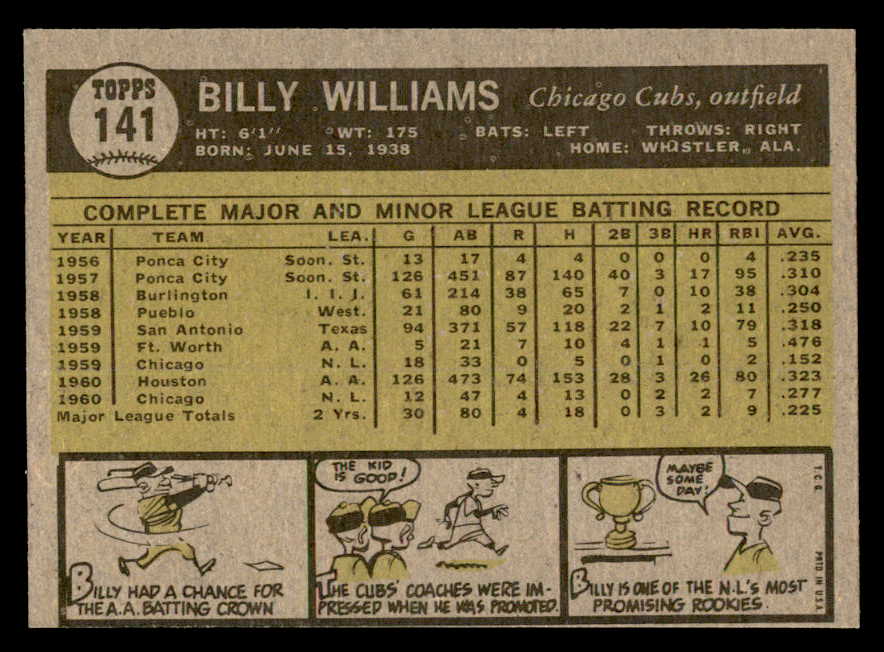 TOPPS
141
BILLY WILLIAMS Chicago Cubs, outfield
HT: 6'1" WT: 175 BATS: LEFT THROWS: RIGHT
BORN: JUNE 15, 1938 HOME: WHISTLER, ALA.
COMPLETE MAJOR AND MINOR LEAGUE BATTING RECORD
YEAR TEAM LEA. G AB R H 2B 3B HR RBI AVG.
1956 Ponca City Soon. St. 13 17 4 4 0 0 0 4 .235
1957 Ponca City Soon. St. 126 451 87 140 40 3 17 95 .310
1958 Burlington I. I. I. 61 214 38 65 7 0 10 38 .304
1958 Pueblo West. 21 80 9 20 2 1 2 11 .250
1959 San Antonio Texas 94 371 57 118 22 7 10 79 .318
1959 Ft. Worth A. A. 5 21 7 10 4 1 1 5 .476
1959 Chicago N. L. 18 33 0 5 0 1 0 2 .152
1960 Houston A. A. 126 473 74 153 28 3 26 80 .323
1960 Chicago N. L. 12 47 4 13 0 2 2 7 .277
Major League Totals 2 Yrs. 30 80 4 18 0 3 2 9 .225
BILLY HAD A CHANCE FOR
THE A.A. BATTING CROWN
THE KID
IS GOOD!
THE CUBS' COACHES WERE IM-
PRESSED WHEN HE WAS PROMOTED.
MAYBE
SOME
DAY!
BILLY IS ONE OF THE N.L.'S MOST
PROMISING ROOKIES.
T.C.G.
PRTD IN U.S.A.